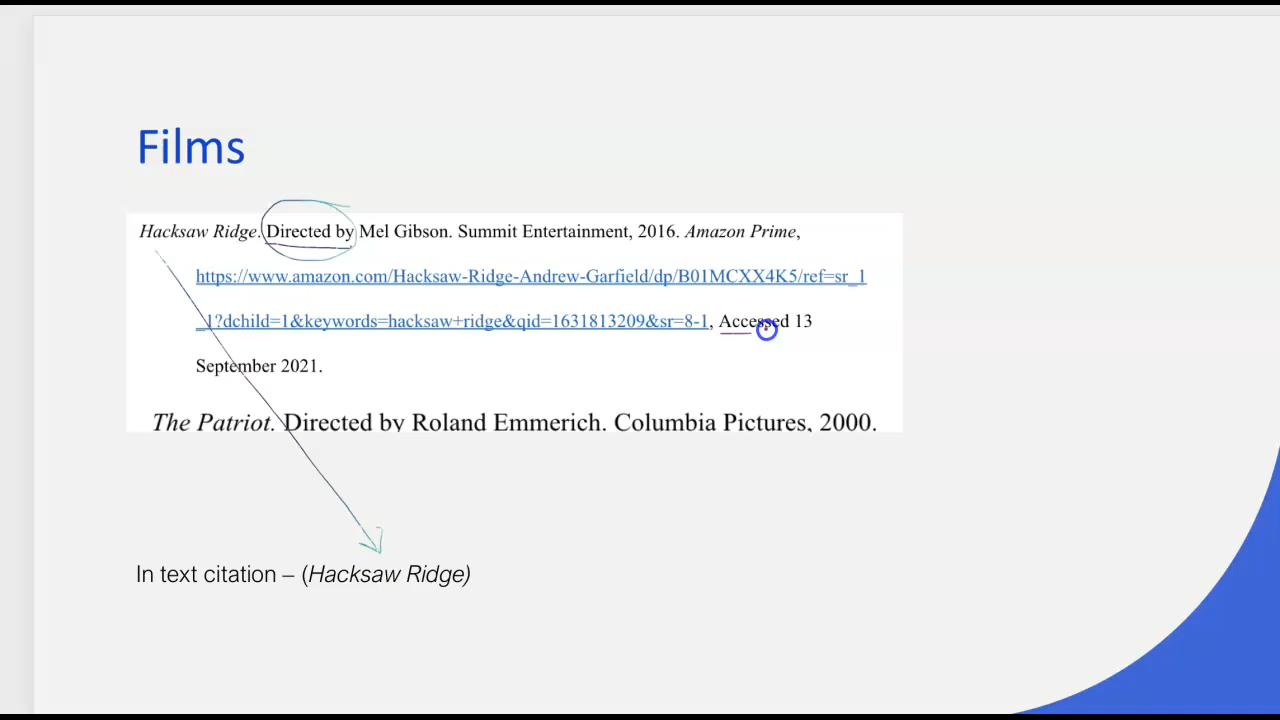 Films
Hacksaw Ridge. Directed by Mel Gibson. Summit Entertainment, 2016. Amazon Prime,
https://www.amazon.com/Hacksaw-Ridge-Andrew-Garfield/dp/B01MCXX4K5/ref=sr_1
_1?dchild=1&keywords=hacksaw+ridge&qid=1631813209&sr=8-1, Accessed 13
September 2021.
The Patriot. Directed by Roland Emmerich. Columbia Pictures, 2000.
In text citation – (Hacksaw Ridge)